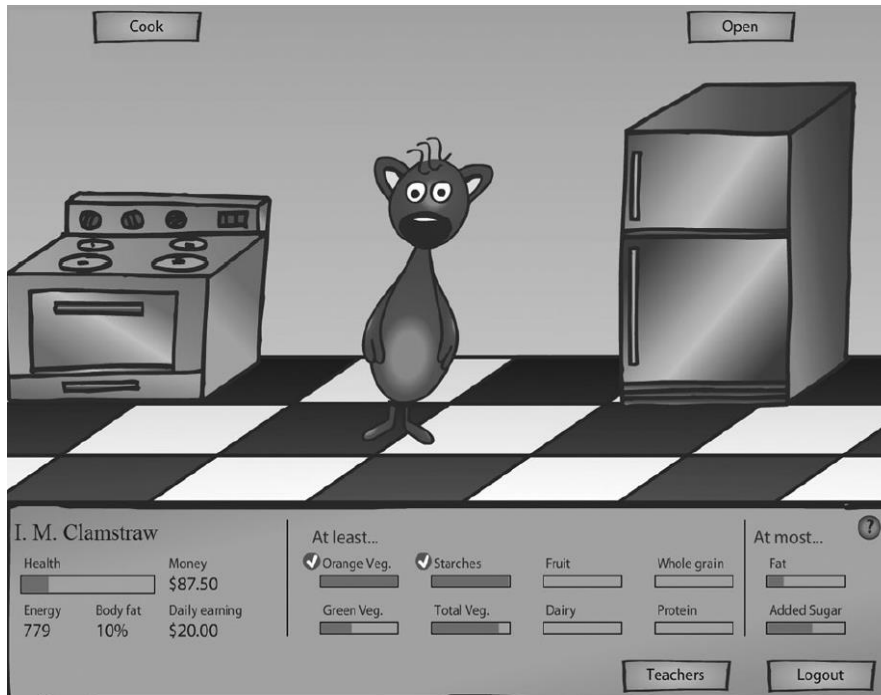 Cook
Open
I. M. Clamstraw
Health
Money
$87.50
Energy
779
Body fat
10%
Daily earning
$20.00
At least...
Orange Veg.
Starches
Fruit
Whole grain
Green Veg.
Total Veg.
Dairy
Protein
At most...
?
Fat
Added Sugar
Teachers
Logout